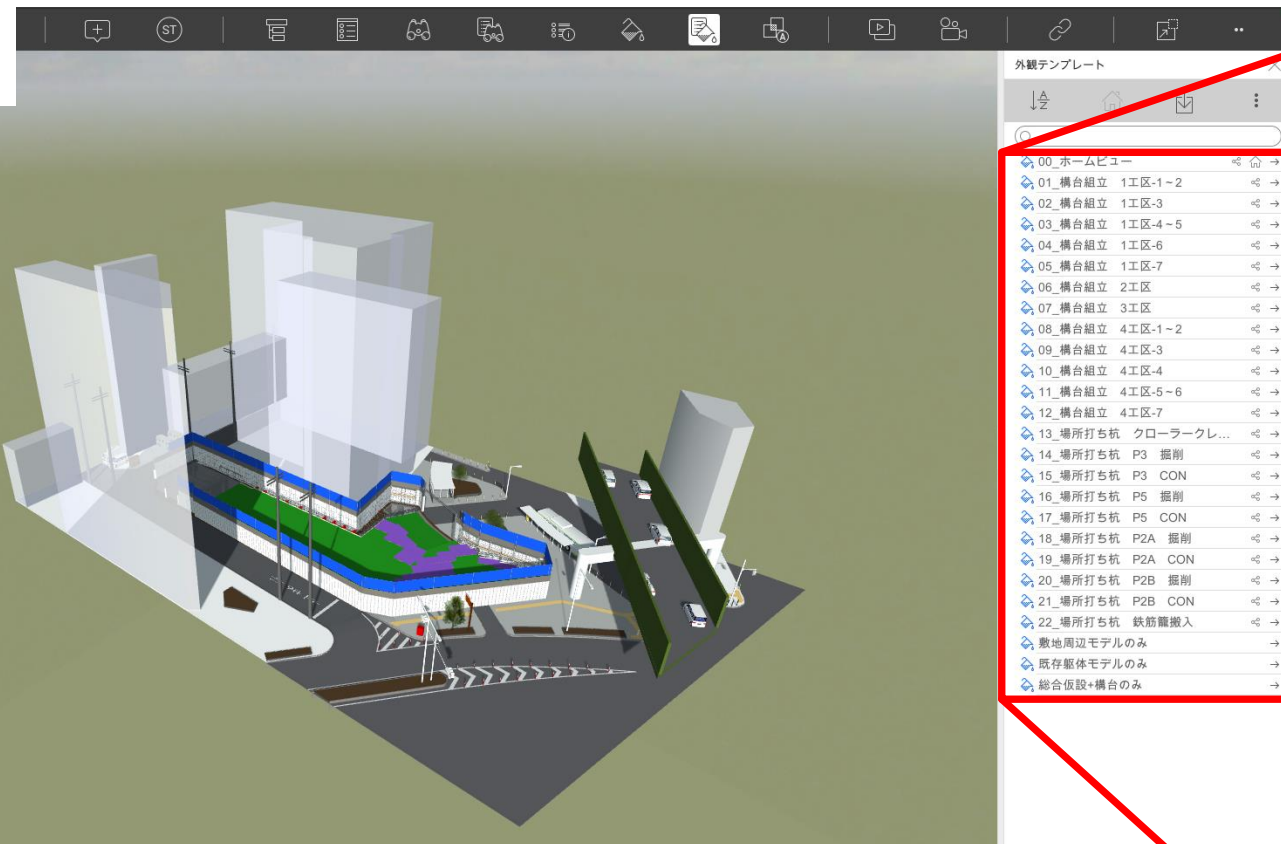 ST
外観テンプレート
00_ホームビュー
01_構台組立 1工区-1~2
02_構台組立 1工区-3
03_構台組立 1工区-4~5
04_構台組立 1工区-6
05_構台組立 1工区-7
06_構台組立 2工区
07_構台組立 3工区
08_構台組立 4工区-1~2
09_構台組立 4工区-3
10_構台組立 4工区-4
11_構台組立 4工区-5~6
12_構台組立 4工区-7
13_場所打ち杭 クローラークレ...
14_場所打ち杭 P3 掘削
15_場所打ち杭 P3 CON
16_場所打ち杭 P5 掘削
17_場所打ち杭 P5 CON
18_場所打ち杭 P2A 掘削
19_場所打ち杭 P2A CON
20_場所打ち杭 P2B 掘削
21_場所打ち杭 P2B CON
22_場所打ち杭 鉄筋籠搬入
敷地周辺モデルのみ
既存躯体モデルのみ
総合仮設+構台のみ